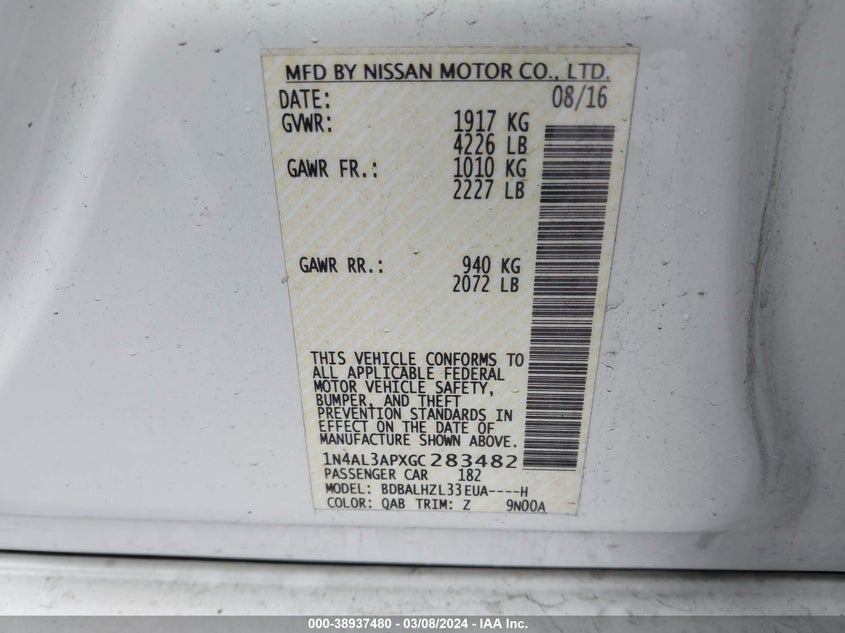 MFD BY NISSAN MOTOR CO., LTD.
DATE: 08/16
GVWR: 1917 KG
4226 LB
GAWR FR.: 1010 KG
2227 LB
GAWR RR.: 940 KG
2072 LB
THIS VEHICLE CONFORMS TO
ALL APPLICABLE FEDERAL
MOTOR VEHICLE SAFETY,
BUMPER, AND THEFT
PREVENTION STANDARDS IN
EFFECT ON THE DATE OF
MANUFACTURE SHOWN ABOVE.
1N4AL3APXGC283482
PASSENGER CAR 182
MODEL: BDBALHZL33EUA----H
COLOR: QAB TRIM: Z 9N00A
000-38937480 - 03/08/2024 - IAA Inc.